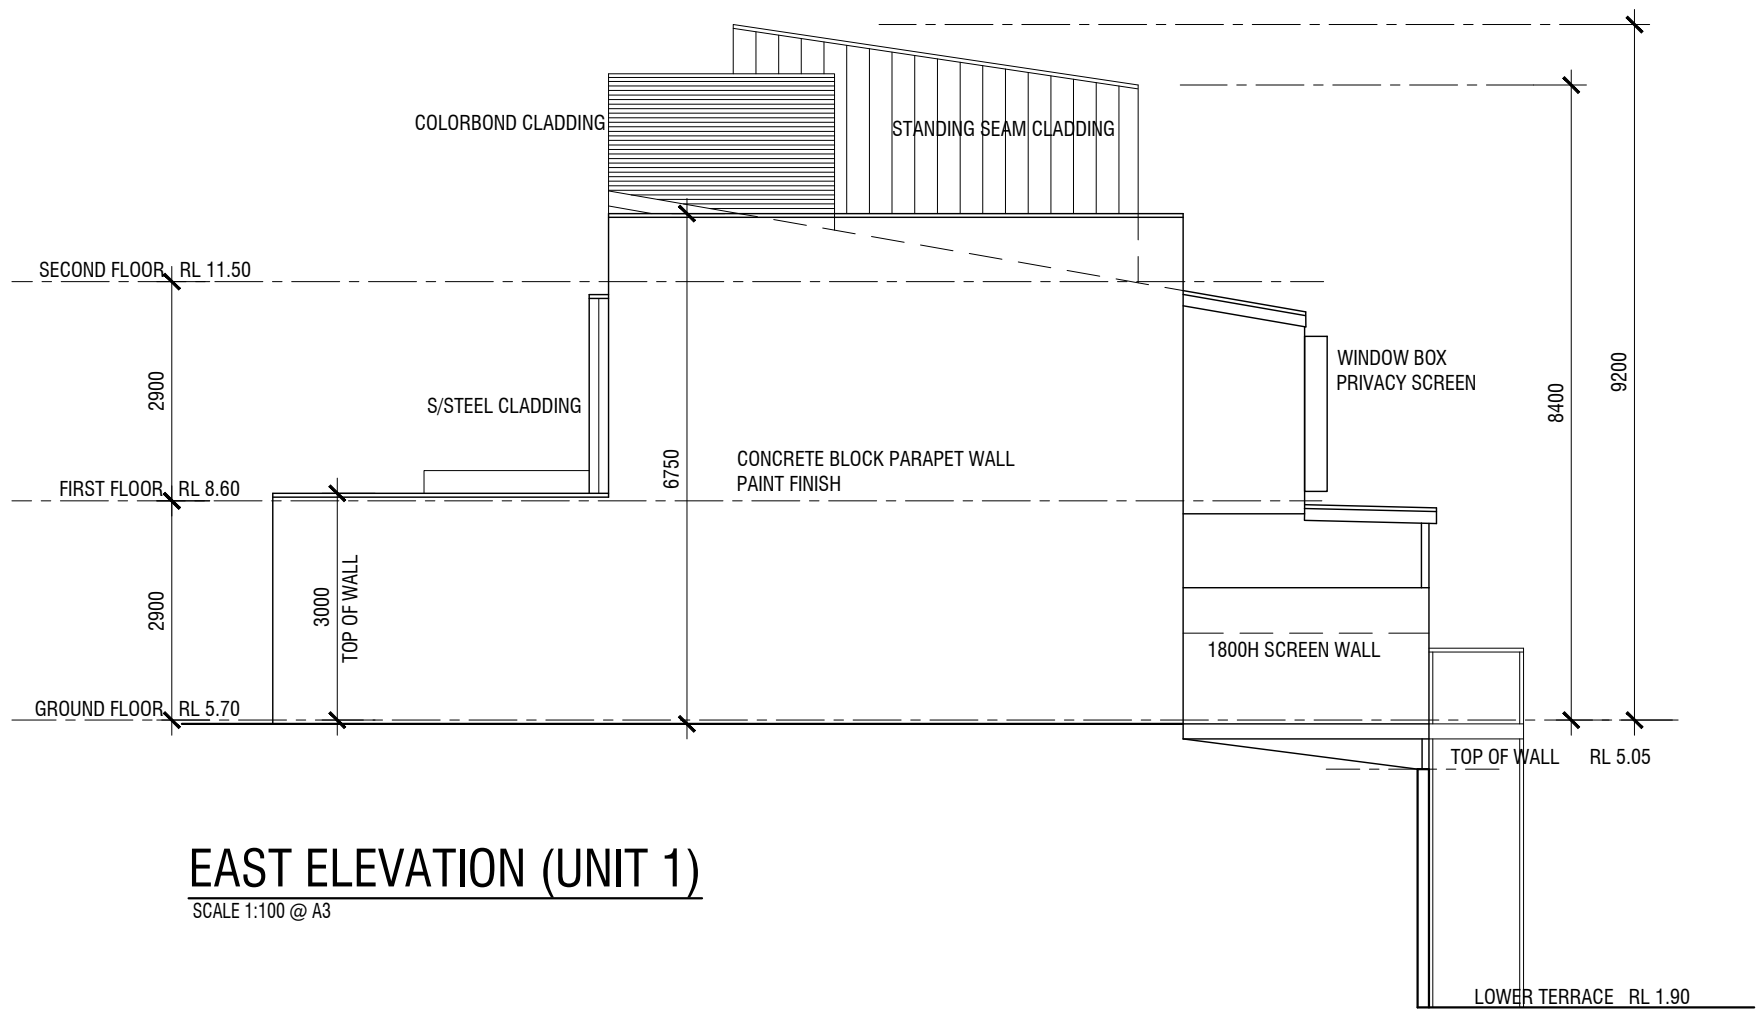 COLORBOND CLADDING
STANDING SEAM CLADDING
SECOND FLOOR RL 11.50
2900
S/STEEL CLADDING
WINDOW BOX
PRIVACY SCREEN
8400
9200
6750
CONCRETE BLOCK PARAPET WALL
PAINT FINISH
FIRST FLOOR RL 8.60
2900
3000
TOP OF WALL
1800H SCREEN WALL
GROUND FLOOR RL 5.70
TOP OF WALL RL 5.05
EAST ELEVATION (UNIT 1)
SCALE 1:100 @ A3
LOWER TERRACE RL 1.90